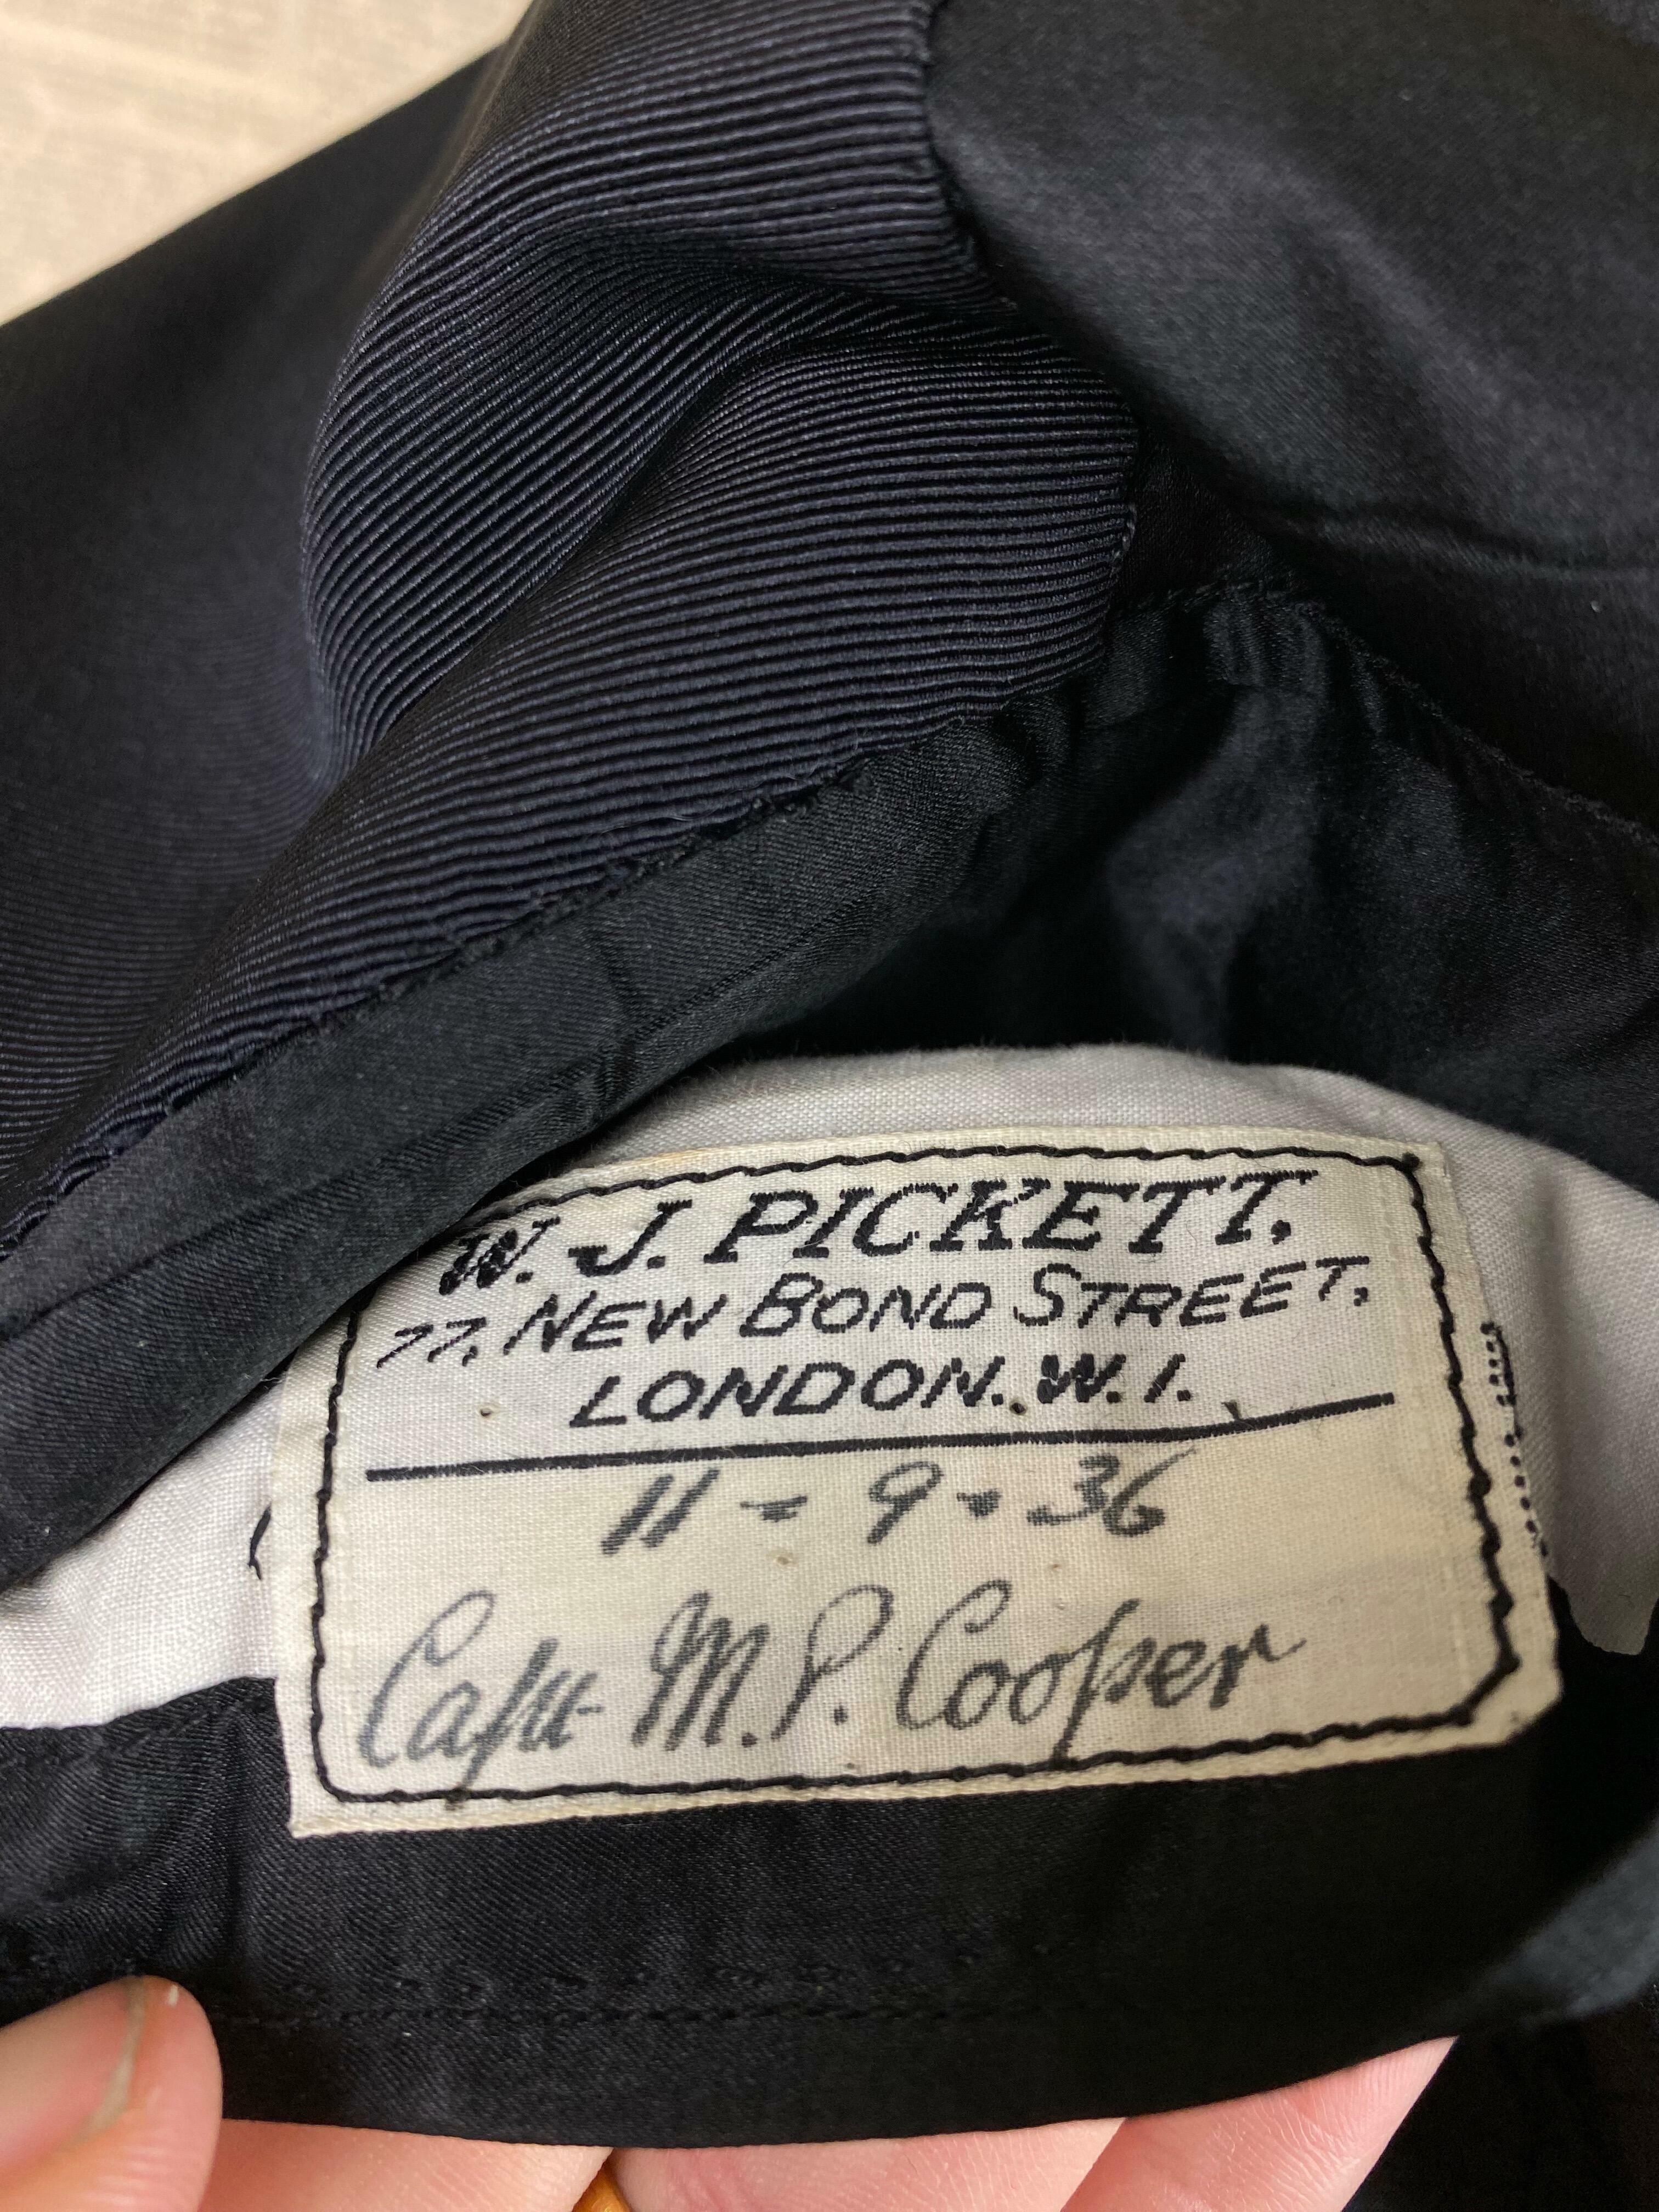 W. J. PICKETT,
77, NEW BOND STREET,
LONDON. W. 1.
11 - 9 - 36
Capt M. P. Cooper